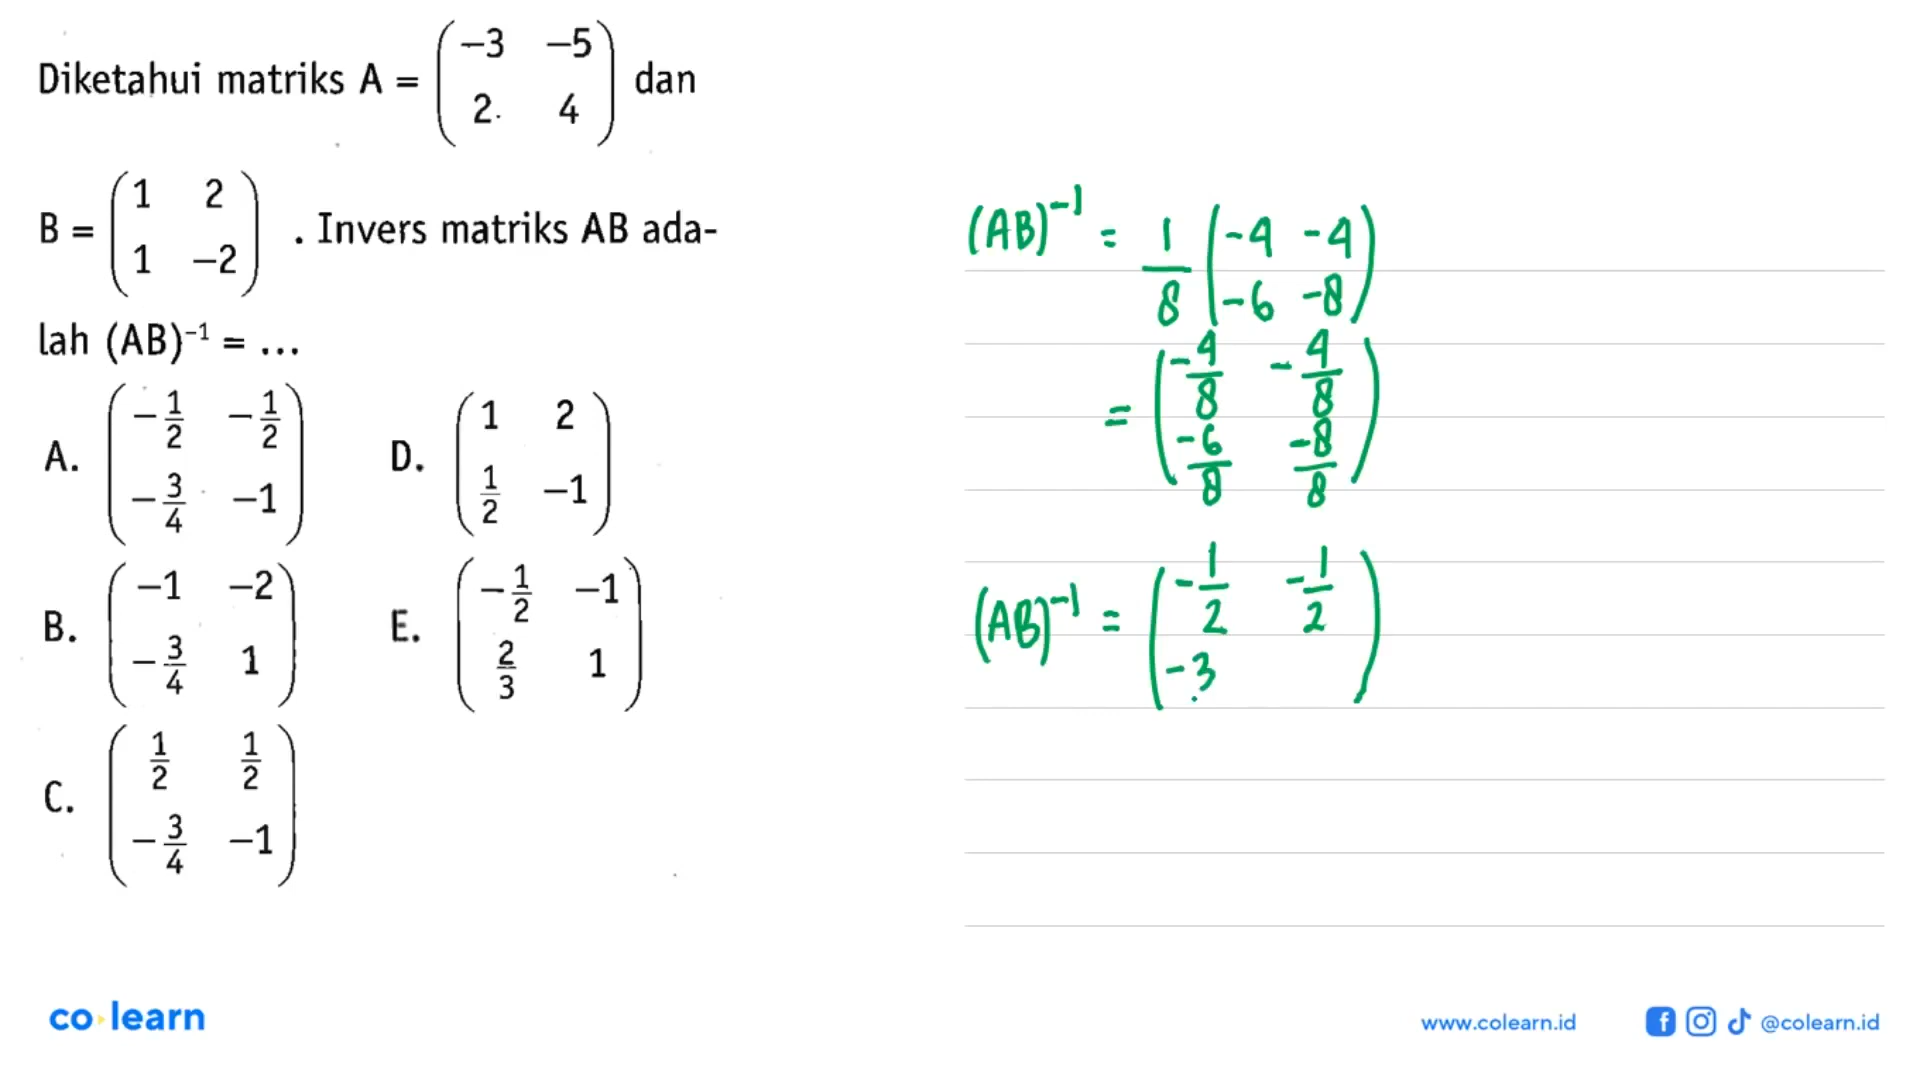 Diketahui matriks A = (-3 -5
2 4) dan
B = (1 2
1 -2) . Invers matriks AB ada-
lah (AB)⁻¹ = ...
A. (-1/2 -1/2
-3/4 -1)
B. (-1 -2
-3/4 1)
C. (1/2 1/2
-3/4 -1)
D. (1 2
1/2 -1)
E. (-1/2 -1
2/3 1)
(AB)⁻¹ = 1/8 (-4 -4
-6 -8)
= (-4/8 -4/8
-6/8 -8/8)
(AB)⁻¹ = (-1/2 -1/2
-3 )
co learn
www.colearn.id
@colearn.id